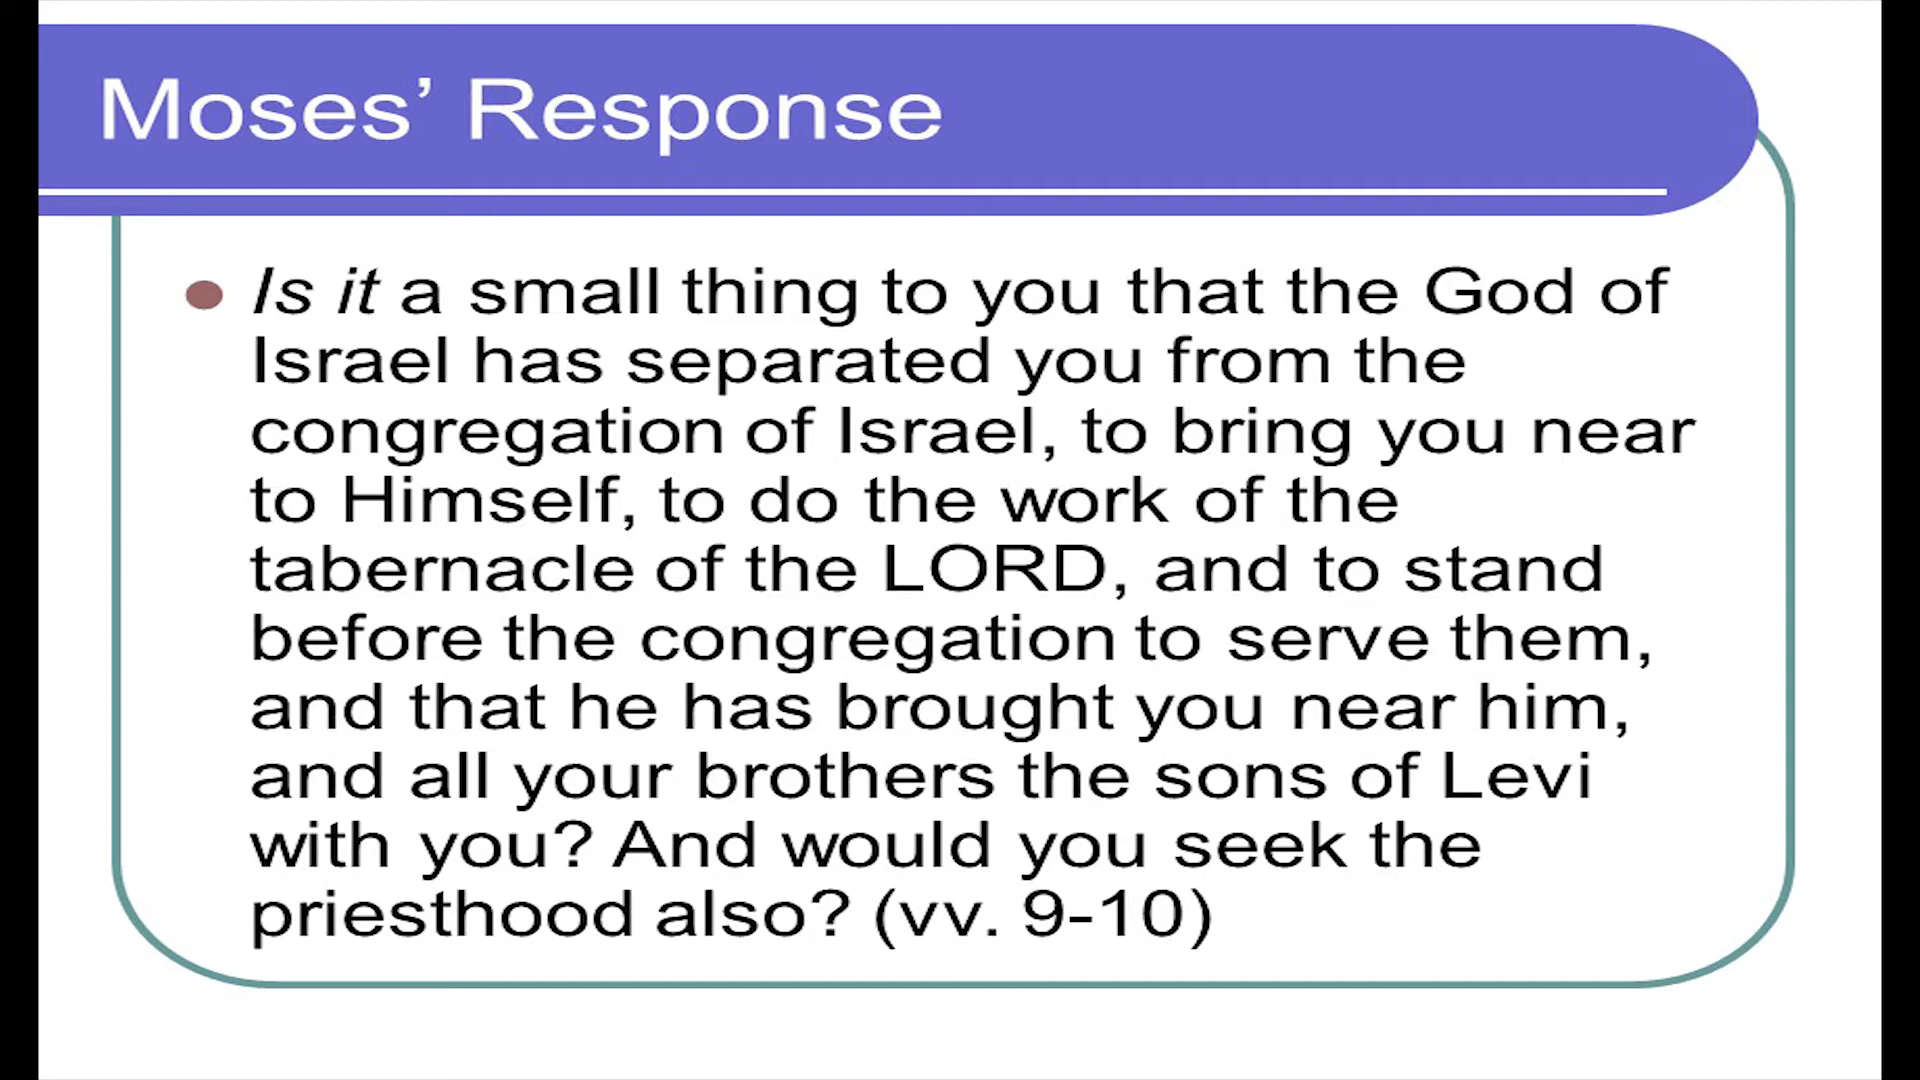 Moses’ Response
Is it a small thing to you that the God of
Israel has separated you from the
congregation of Israel, to bring you near
to Himself, to do the work of the
tabernacle of the LORD, and to stand
before the congregation to serve them,
and that he has brought you near him,
and all your brothers the sons of Levi
with you? And would you seek the
priesthood also? (vv. 9-10)